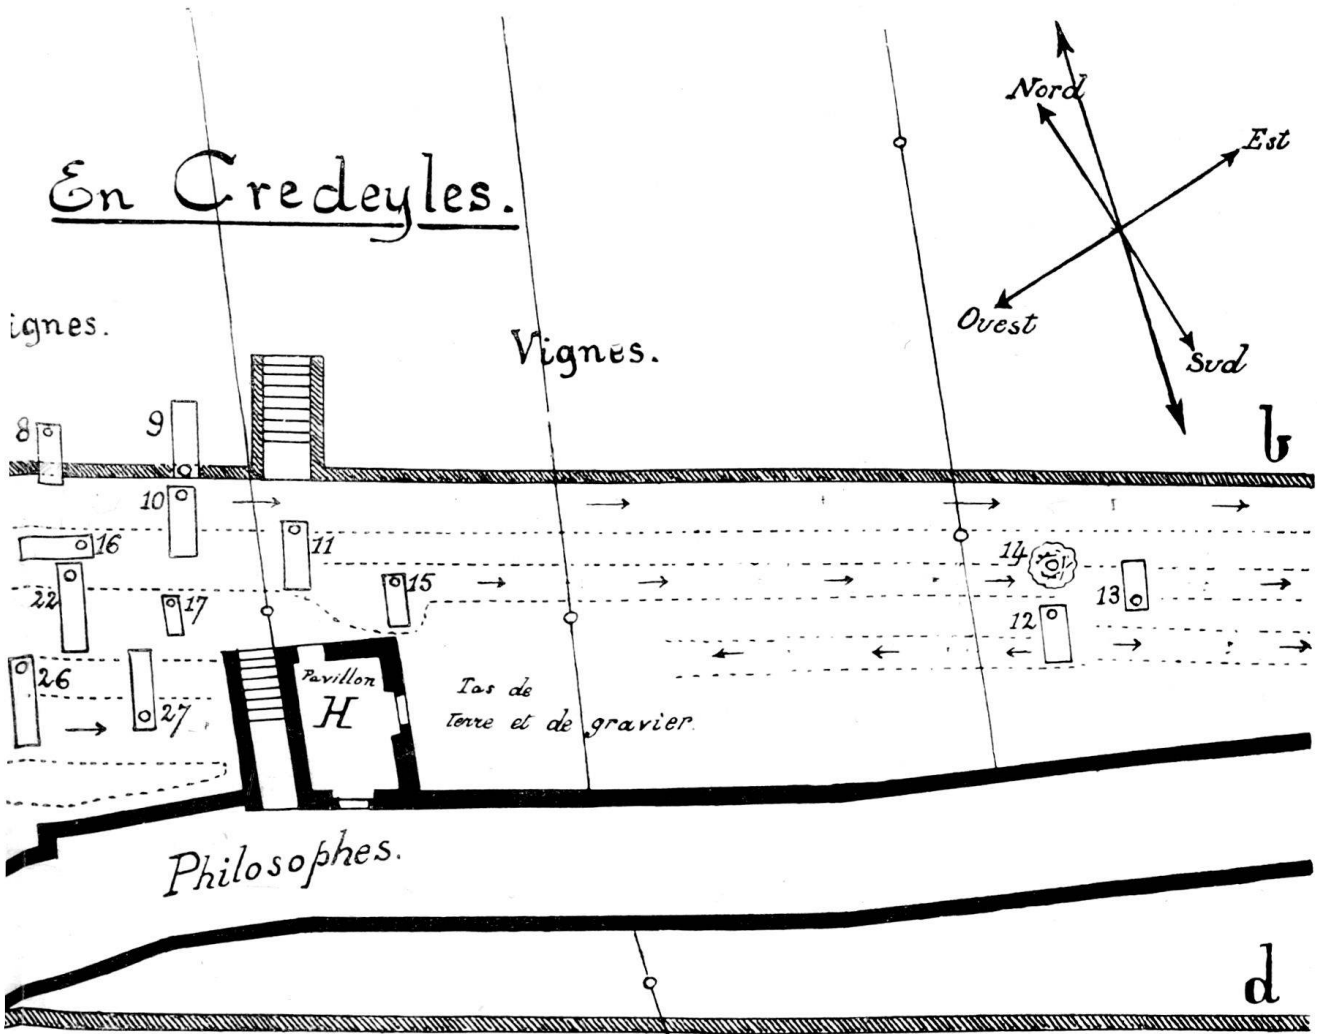 Nord
Est
En Credeyles.
Ouest
ignes.
Vignes.
Sud
8
9
b
10
16
11
14
15
13
22
17
12
26
Pavillon
H
27
Tas de
Terre et de gravier.
Philosophes.
d